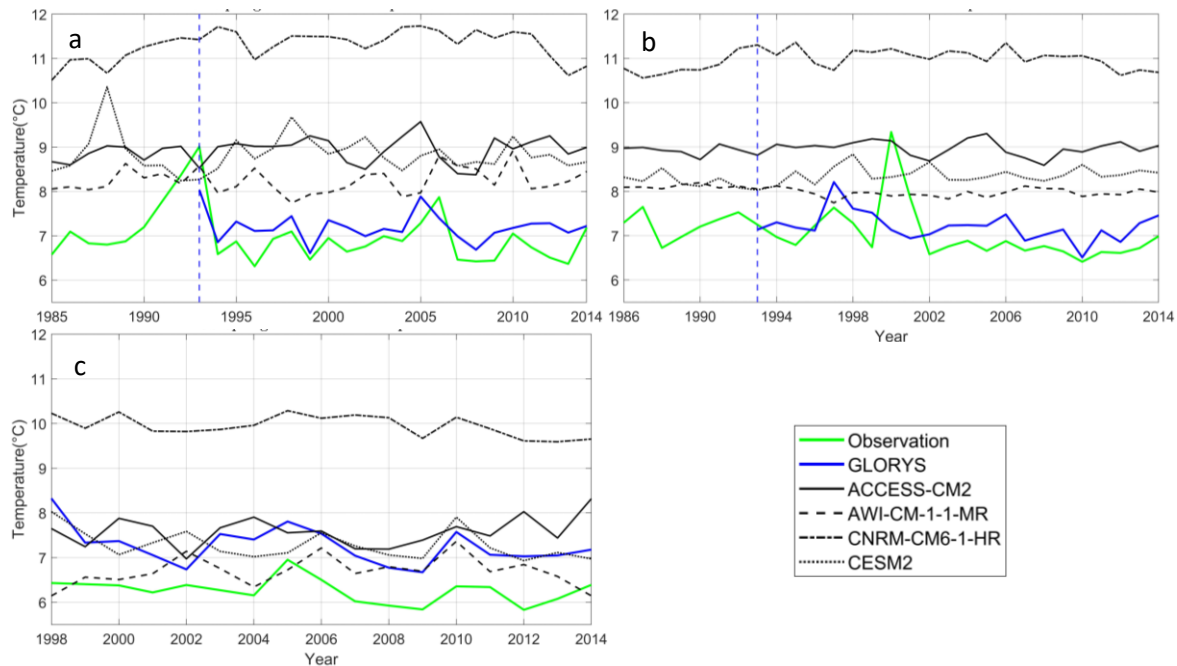 a
12
11
10
9
8
7
6
Temperature(°C)
1985 1990 1995 2000 2005 2010 2014
b
12
11
10
9
8
7
6
1986 1990 1994 1998 2002 2006 2010 2014
Year
c
12
11
10
9
8
7
6
Temperature(°C)
1998 2000 2002 2004 2006 2008 2010 2012 2014
Year
Observation
GLORYS
ACCESS-CM2
AWI-CM-1-1-MR
CNRM-CM6-1-HR
CESM2